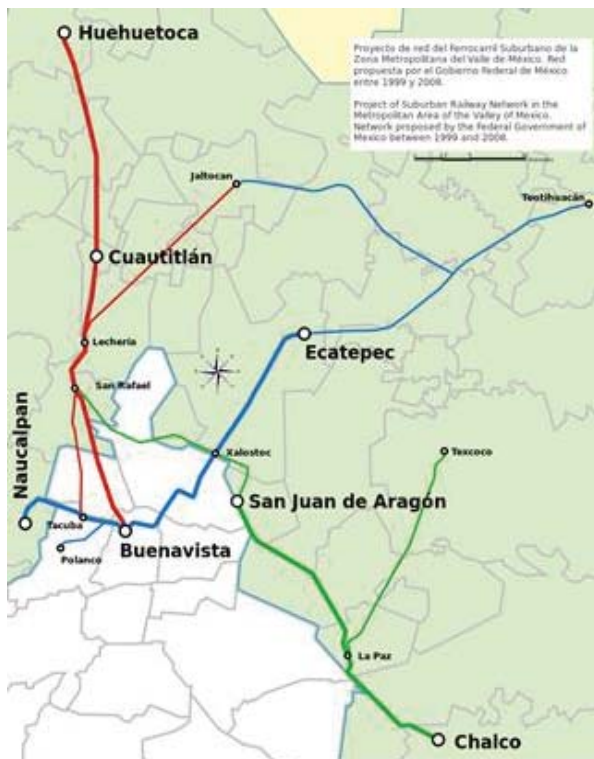 Huehuetoca
Proyecto de red del Ferrocarril Suburbano de la
Zona Metropolitana del Valle de México. Red
propuesta por el Gobierno Federal de México
entre 1999 y 2008.
Project of Suburban Railway Network in the
Metropolitan Area of the Valley of Mexico.
Network proposed by the Federal Government of
Mexico between 1999 and 2008.
Jaltocan
Teotihuacán
Cuautitlán
Lechería
Ecatepec
San Rafael
Naucalpan
Xalostoc
Texcoco
San Juan de Aragón
Tacuba
Buenavista
Polanco
La Paz
Chalco